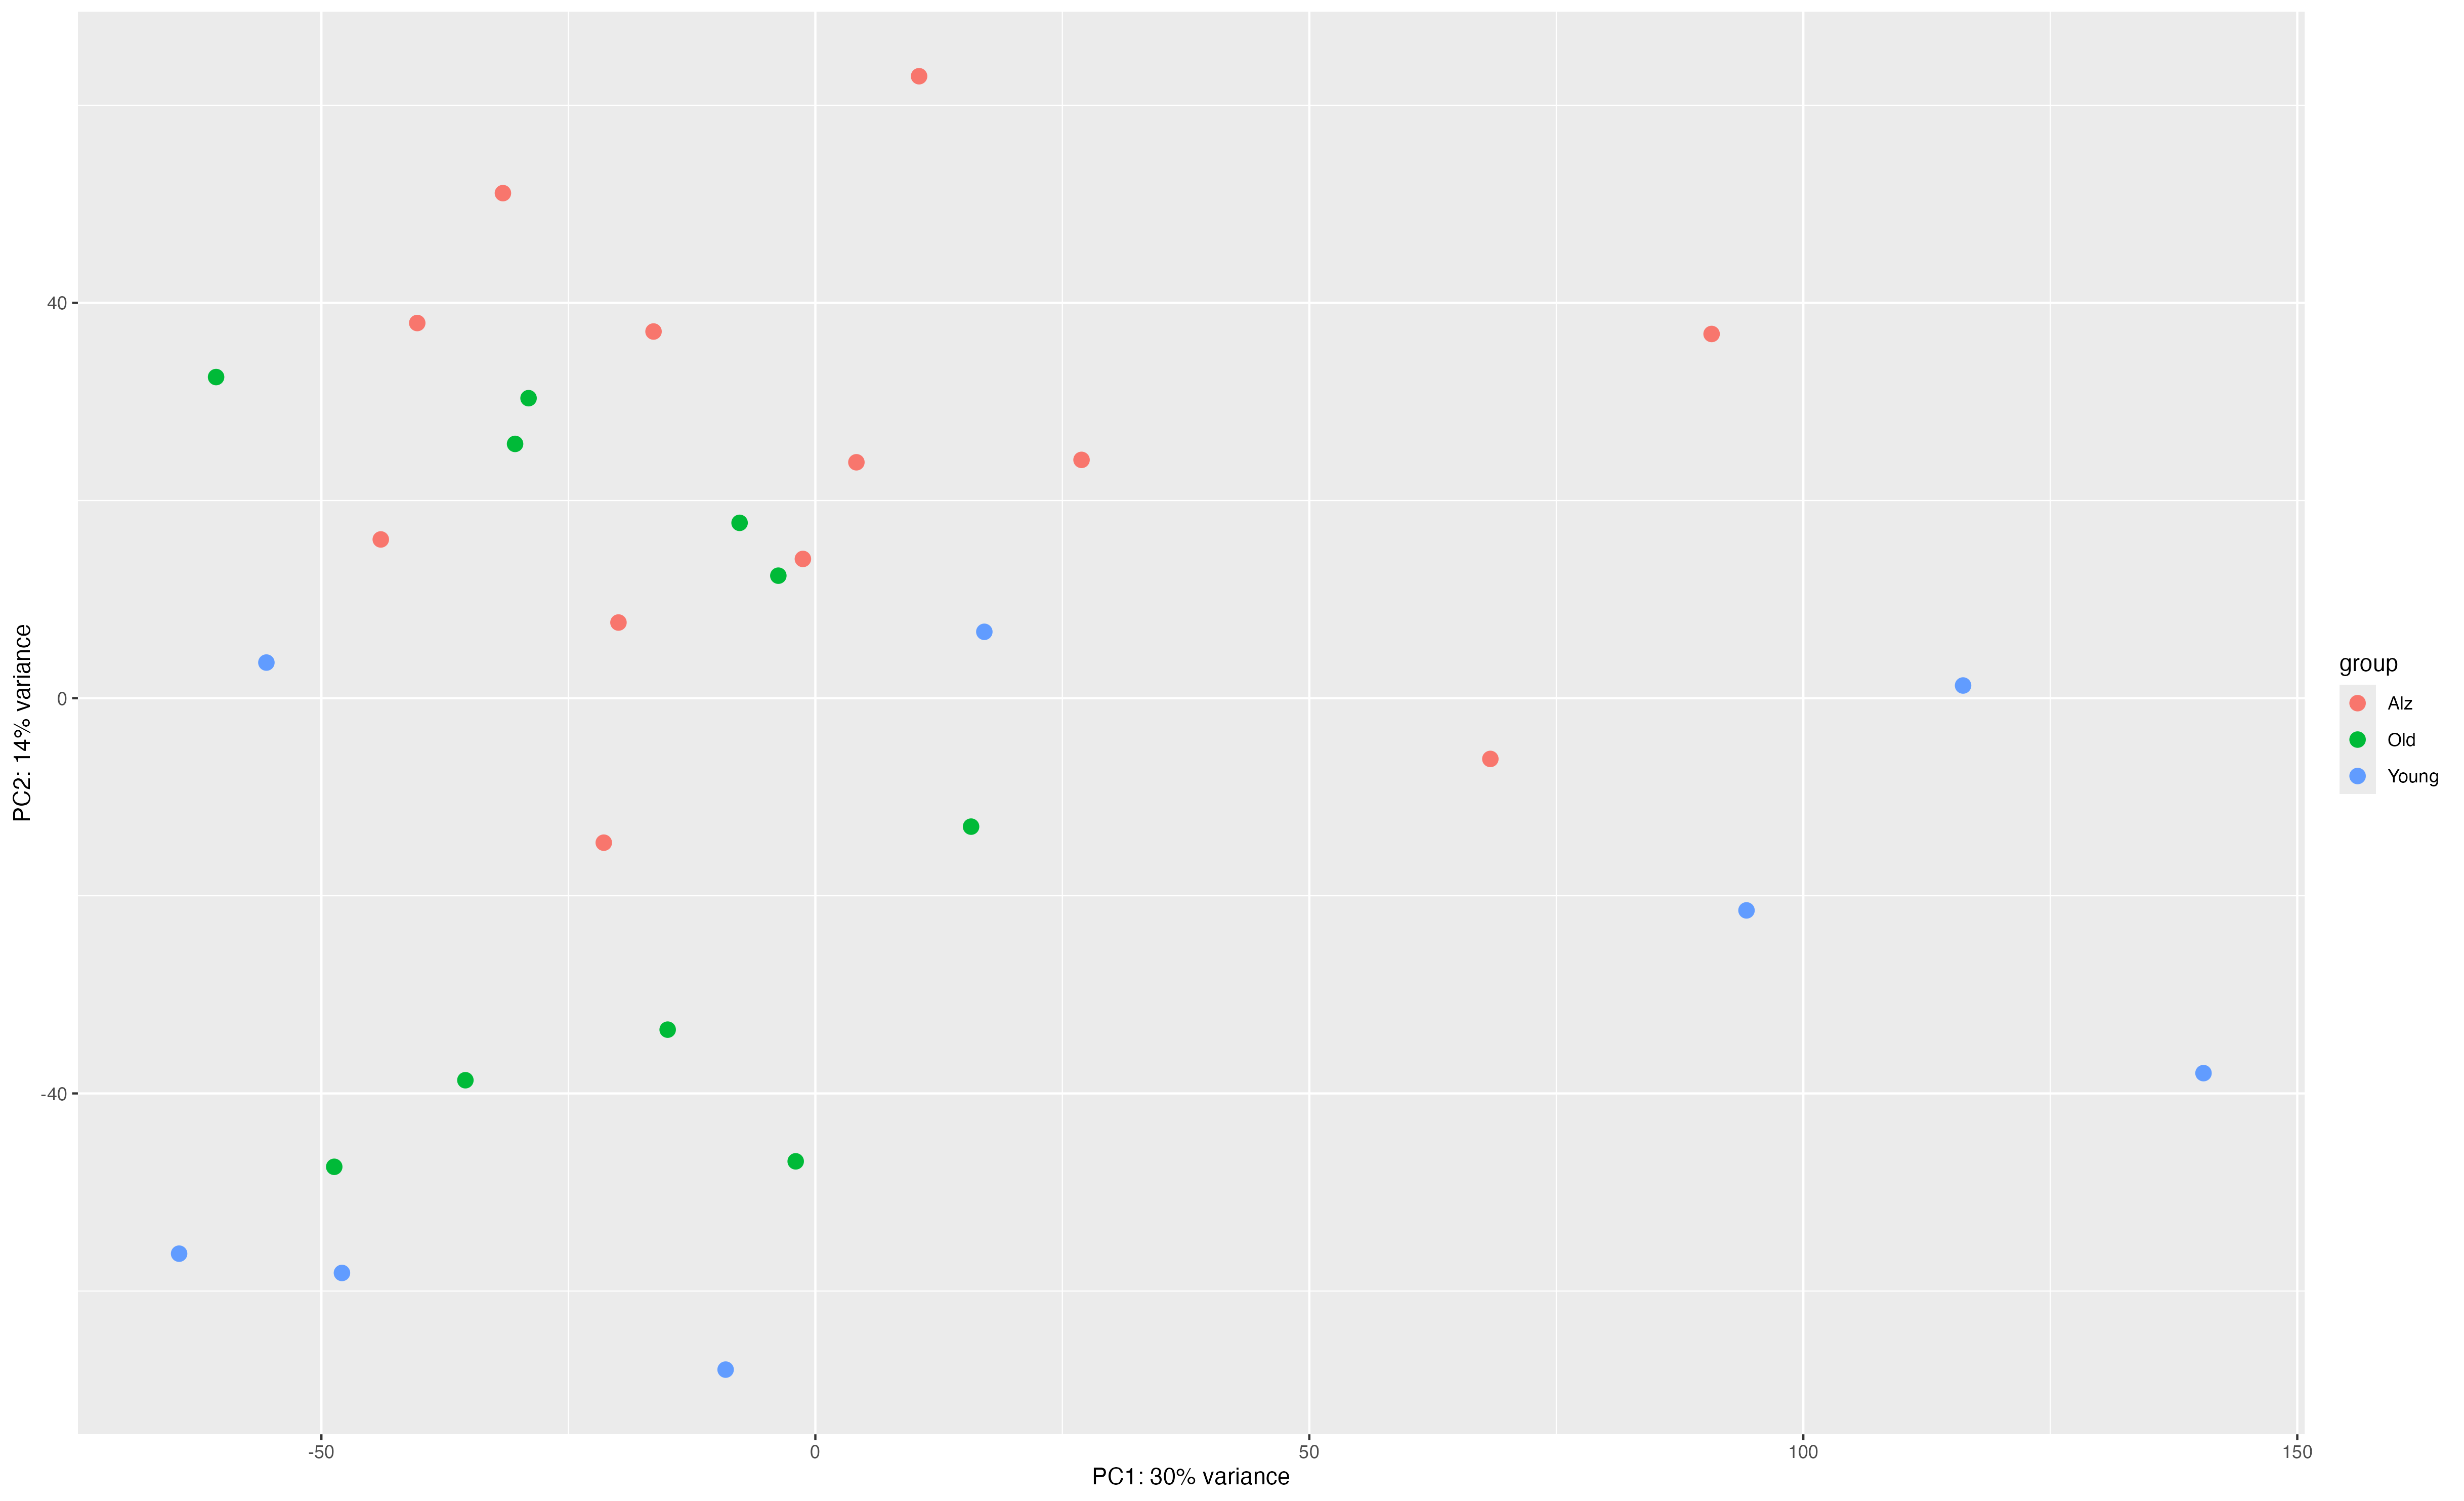 40
0
-40
PC2: 14% variance
-50
0
50
100
150
PC1: 30% variance
group
Alz
Old
Young